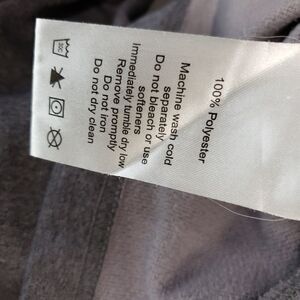 100% Polyester
Machine wash cold
separately
Do not bleach or use
softeners
Immediately tumble dry low
Remove promptly
Do not iron
Do not dry clean